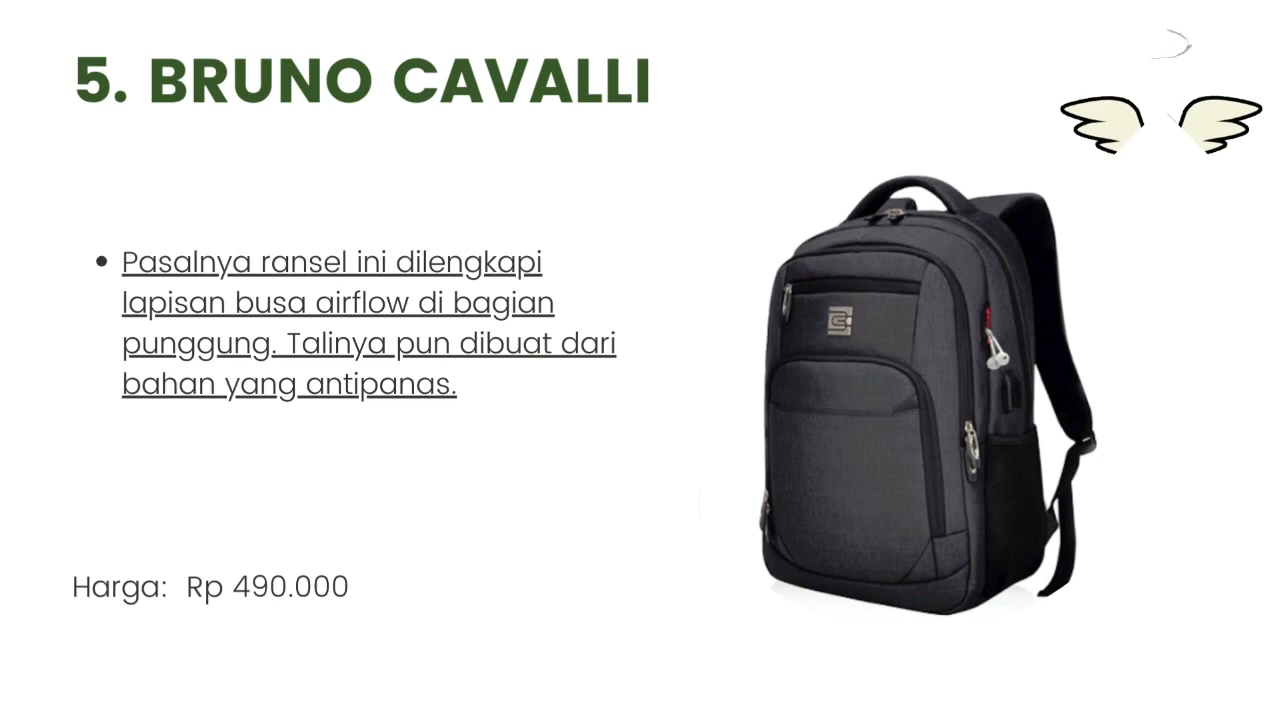 5. BRUNO CAVALLI
Pasalnya ransel ini dilengkapi
lapisan busa airflow di bagian
punggung. Talinya pun dibuat dari
bahan yang antipanas.
Harga: Rp 490.000